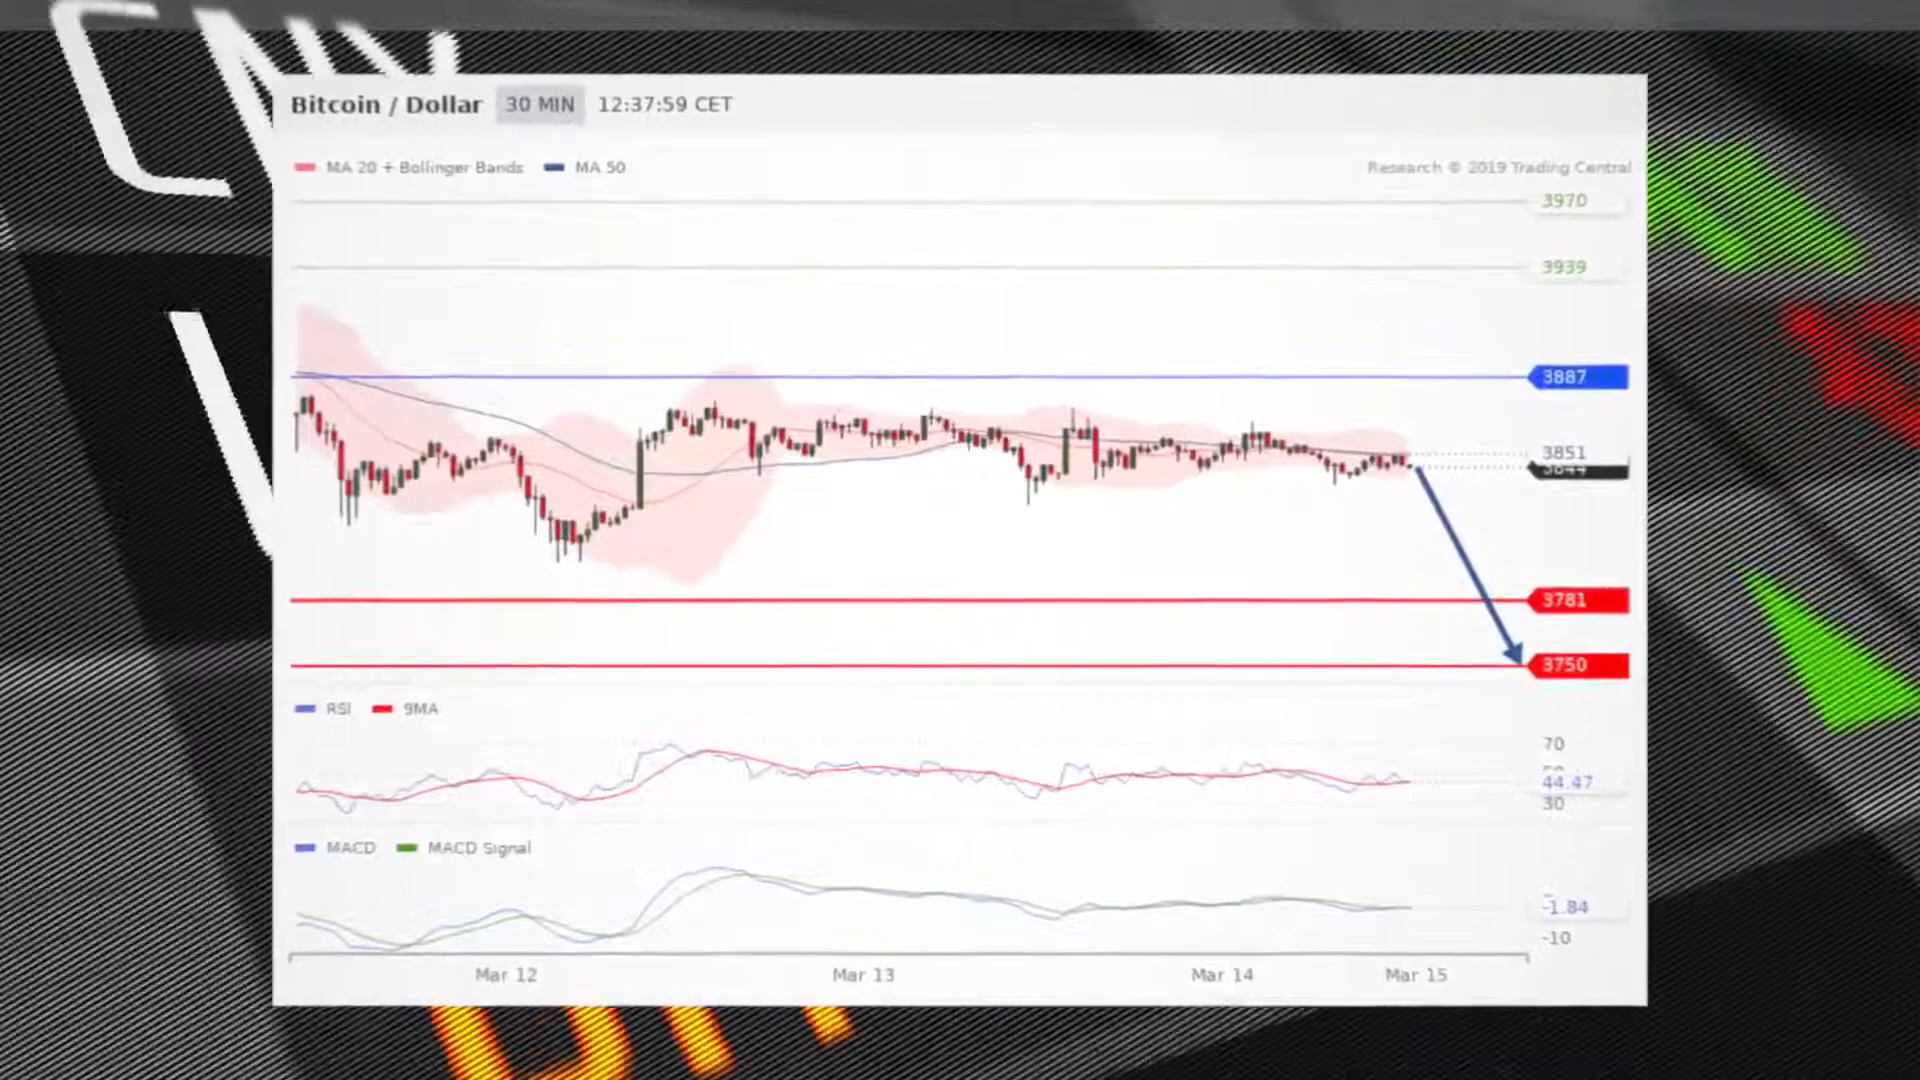 CNY
Bitcoin / Dollar 30 MIN 12:37:59 CET
MA 20 + Bollinger Bands MA 50
Research © 2019 Trading Central
3970
3939
3887
3851
3844
3781
3750
RSI 9MA
70
44.47
30
MACD MACD Signal
-1.84
-10
Mar 12 Mar 13 Mar 14 Mar 15